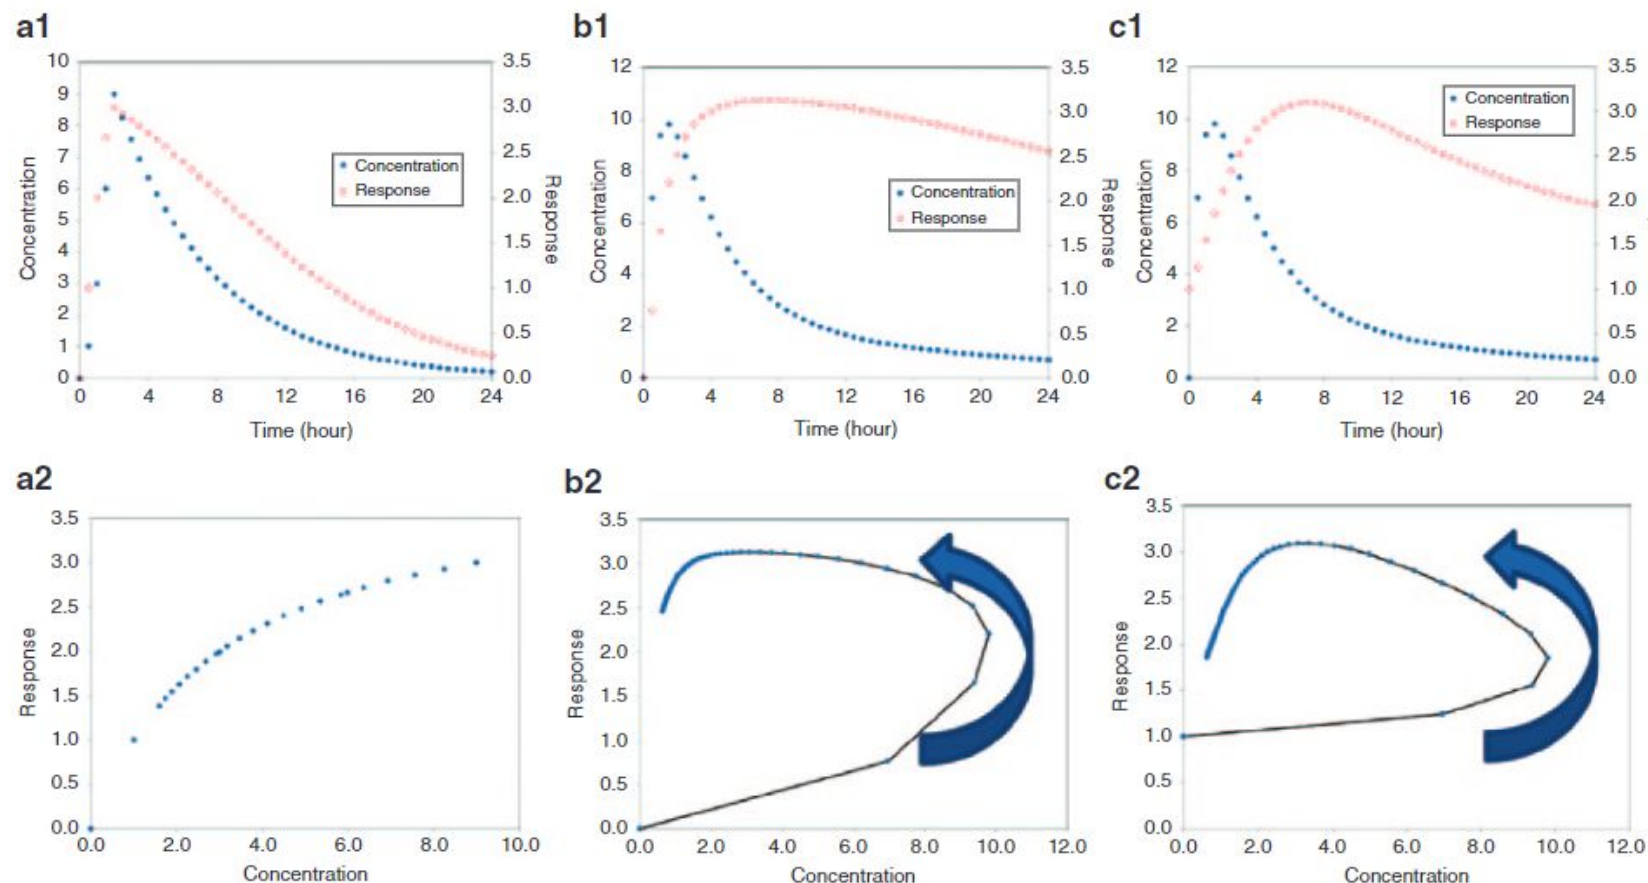 a1
10
9
8
7
6
5
4
3
2
1
0
Concentration
3.5
3.0
2.5
2.0
1.5
1.0
0.5
0.0
Response
Concentration
Response
0 4 8 12 16 20 24
Time (hour)
b1
12
10
8
6
4
2
0
Concentration
3.5
3.0
2.5
2.0
1.5
1.0
0.5
0.0
Response
Concentration
Response
0 4 8 12 16 20 24
Time (hour)
c1
12
10
8
6
4
2
0
Concentration
3.5
3.0
2.5
2.0
1.5
1.0
0.5
0.0
Concentration
Response
0 4 8 12 16 20 24
Time (hour)
a2
3.5
3.0
2.5
2.0
1.5
1.0
0.5
0.0
Response
0.0 2.0 4.0 6.0 8.0 10.0
Concentration
b2
3.5
3.0
2.5
2.0
1.5
1.0
0.5
0.0
Response
0.0 2.0 4.0 6.0 8.0 10.0 12.0
Concentration
c2
3.5
3.0
2.5
2.0
1.5
1.0
0.5
0.0
Response
0.0 2.0 4.0 6.0 8.0 10.0 12.0
Concentration